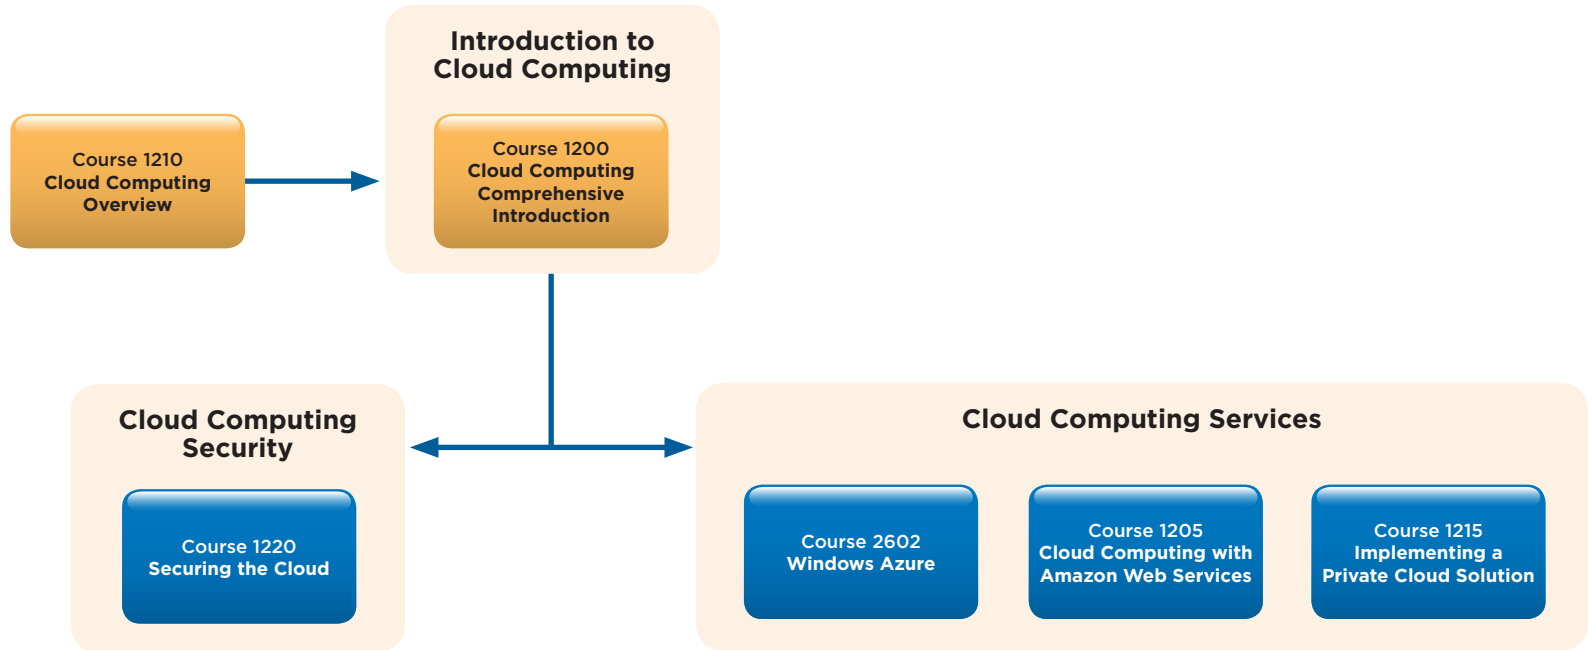 Introduction to
Cloud Computing
Course 1210
Cloud Computing
Overview
Course 1200
Cloud Computing
Comprehensive
Introduction
Cloud Computing
Security
Course 1220
Securing the Cloud
Cloud Computing Services
Course 2602
Windows Azure
Course 1205
Cloud Computing with
Amazon Web Services
Course 1215
Implementing a
Private Cloud Solution